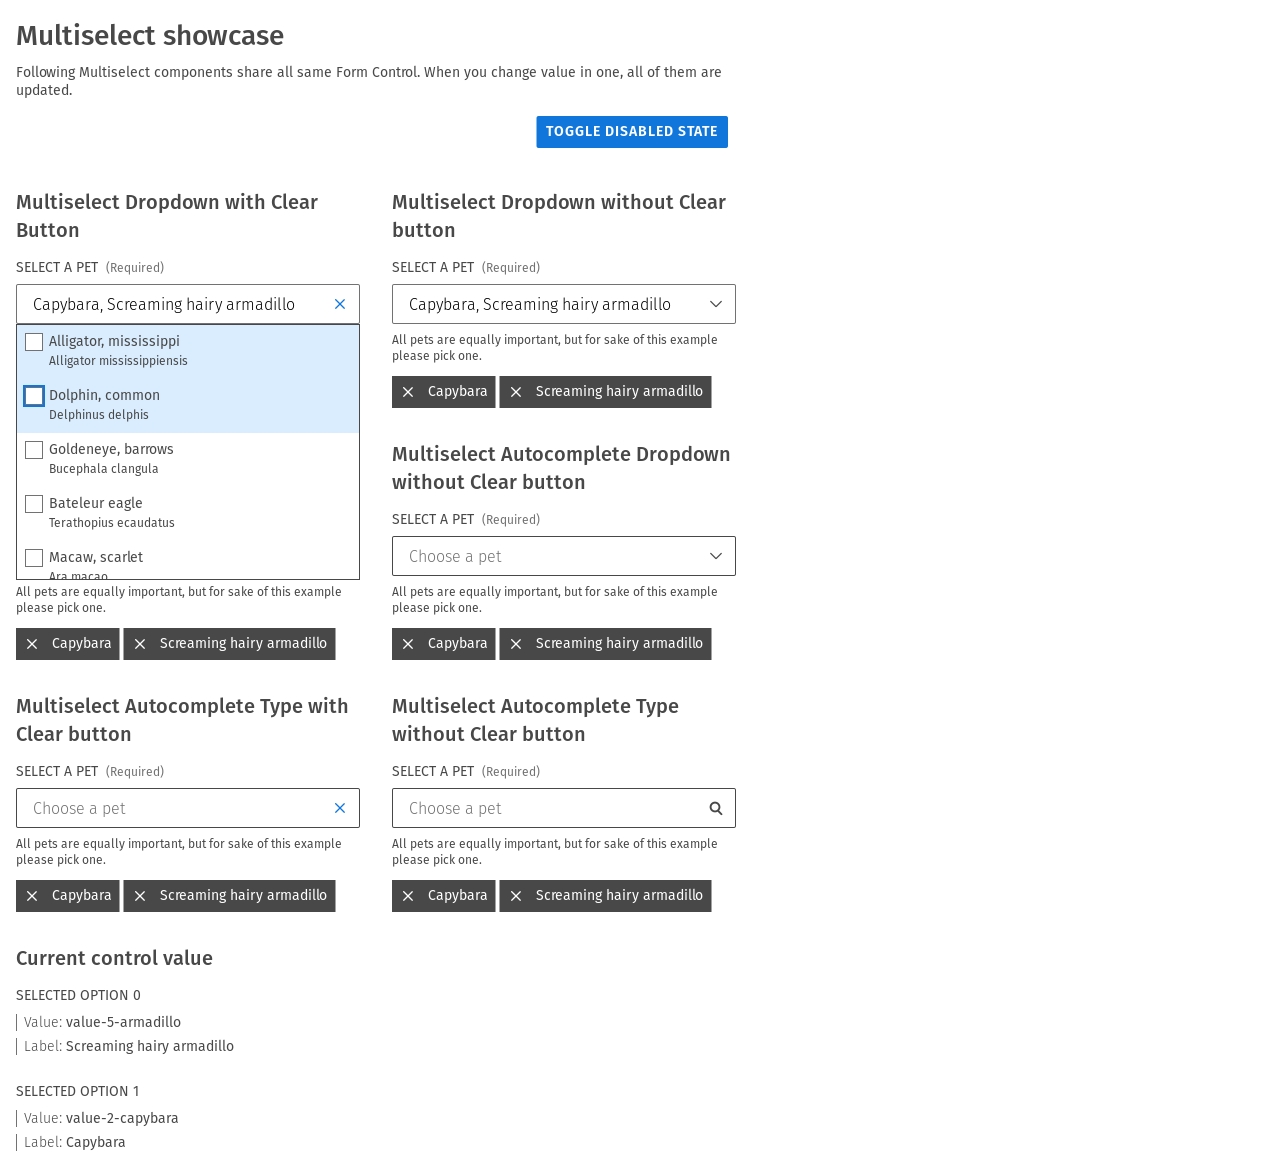 Multiselect showcase
Following Multiselect components share all same Form Control. When you change value in one, all of them are
updated.
TOGGLE DISABLED STATE
Multiselect Dropdown with Clear
Button
SELECT A PET (Required)
Capybara, Screaming hairy armadillo
Alligator, mississippi
Alligator mississippiensis
Dolphin, common
Delphinus delphis
Goldeneye, barrows
Bucephala clangula
Bateleur eagle
Terathopius ecaudatus
Macaw, scarlet
Ara macao
All pets are equally important, but for sake of this example
please pick one.
Capybara
Screaming hairy armadillo
Multiselect Dropdown without Clear
button
SELECT A PET (Required)
Capybara, Screaming hairy armadillo
All pets are equally important, but for sake of this example
please pick one.
Capybara
Screaming hairy armadillo
Multiselect Autocomplete Dropdown
without Clear button
SELECT A PET (Required)
Choose a pet
All pets are equally important, but for sake of this example
please pick one.
Capybara
Screaming hairy armadillo
Multiselect Autocomplete Type with
Clear button
SELECT A PET (Required)
Choose a pet
All pets are equally important, but for sake of this example
please pick one.
Capybara
Screaming hairy armadillo
Multiselect Autocomplete Type
without Clear button
SELECT A PET (Required)
Choose a pet
All pets are equally important, but for sake of this example
please pick one.
Capybara
Screaming hairy armadillo
Current control value
SELECTED OPTION 0
Value: value-5-armadillo
Label: Screaming hairy armadillo
SELECTED OPTION 1
Value: value-2-capybara
Label: Capybara